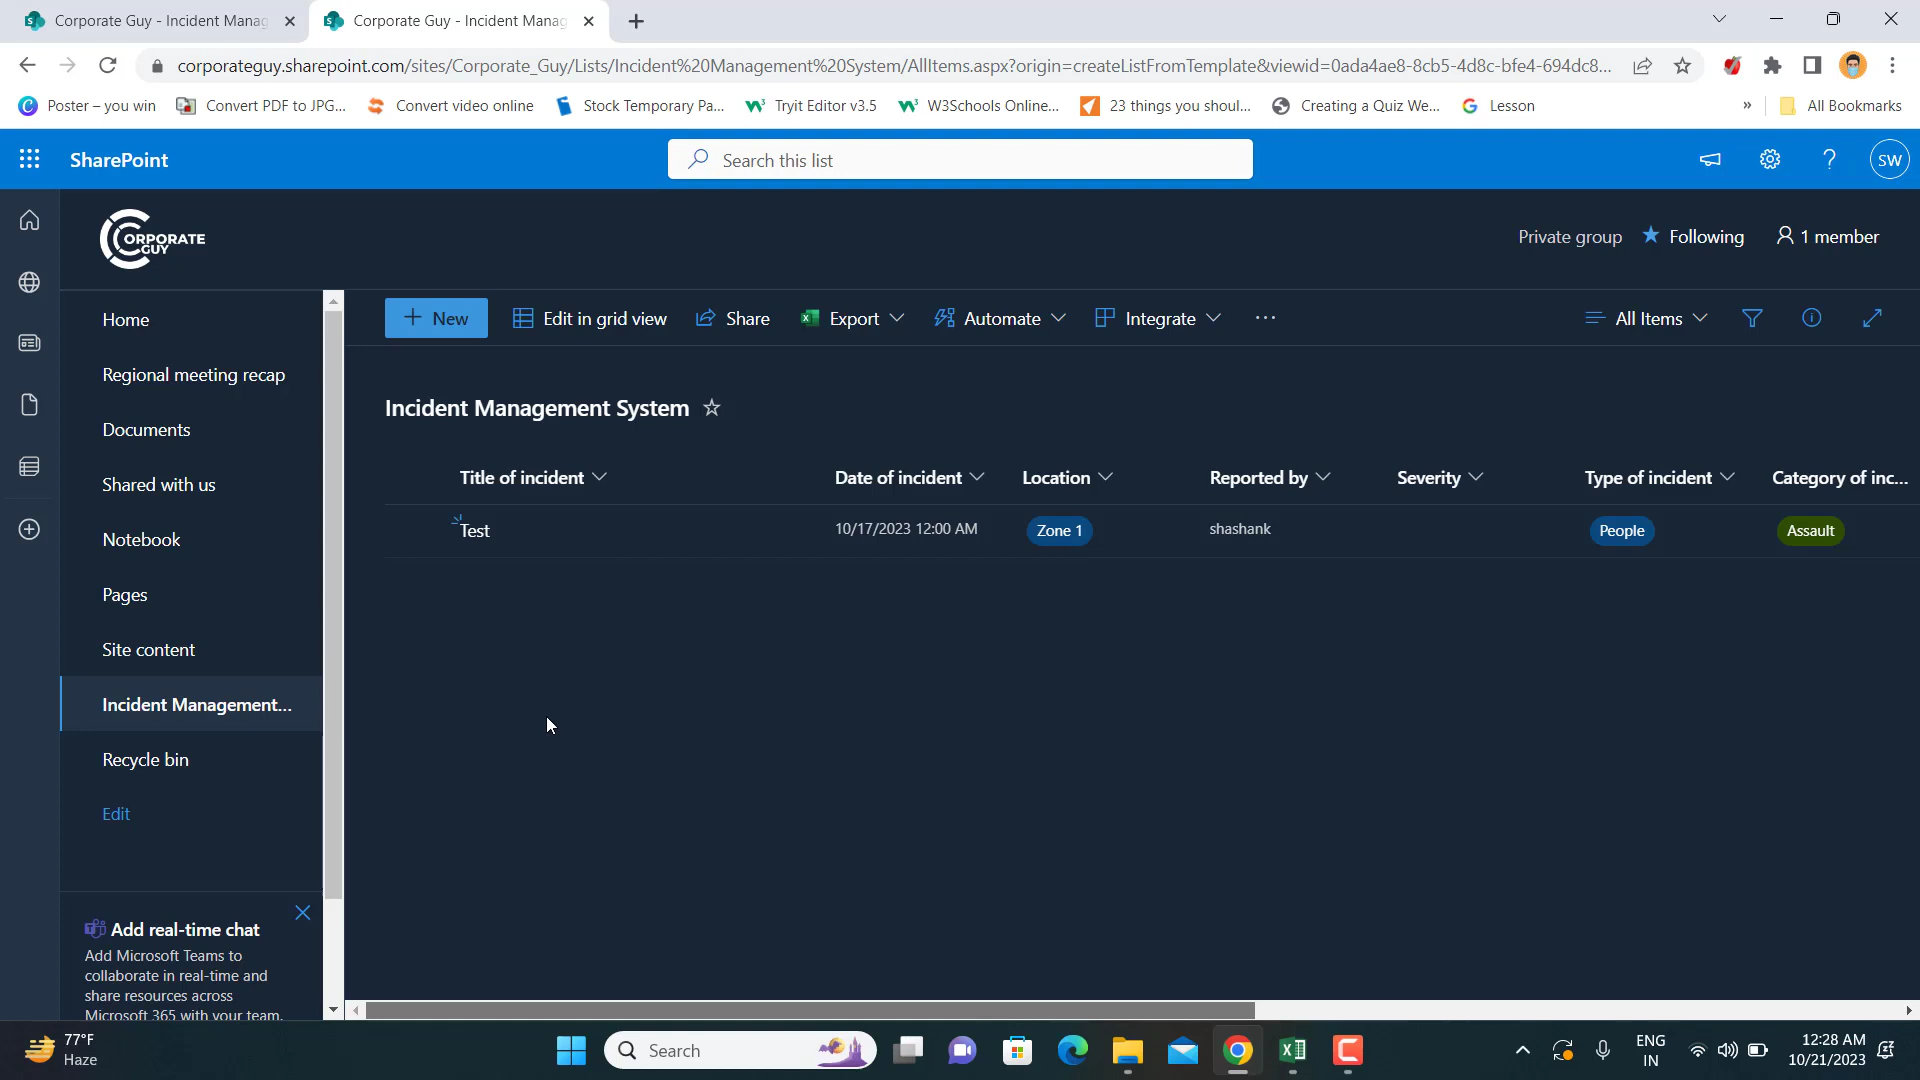 Corporate Guy - Incident Manag
Corporate Guy - Incident Manag
corporateguy.sharepoint.com/sites/Corporate_Guy/Lists/Incident%20Management%20System/AllItems.aspx?origin=createListFromTemplate&viewid=0ada4ae8-8cb5-4d8c-bfe4-694dc8...
Poster – you win
Convert PDF to JPG...
Convert video online
Stock Temporary Pa...
Tryit Editor v3.5
W3Schools Online...
23 things you shoul...
Creating a Quiz We...
Lesson
»
All Bookmarks
SharePoint
Search this list
SW
CORPORATE
GUY
Private group
Following
1 member
Home
Regional meeting recap
Documents
Shared with us
Notebook
Pages
Site content
Incident Management...
Recycle bin
Edit
Add real-time chat
Add Microsoft Teams to
collaborate in real-time and
share resources across
Microsoft 365 with your team.
New
Edit in grid view
Share
Export
Automate
Integrate
...
All Items
Incident Management System
Title of incident
Date of incident
Location
Reported by
Severity
Type of incident
Category of inc...
Test
10/17/2023 12:00 AM
Zone 1
shashank
People
Assault
77°F
Haze
Search
ENG
IN
12:28 AM
10/21/2023